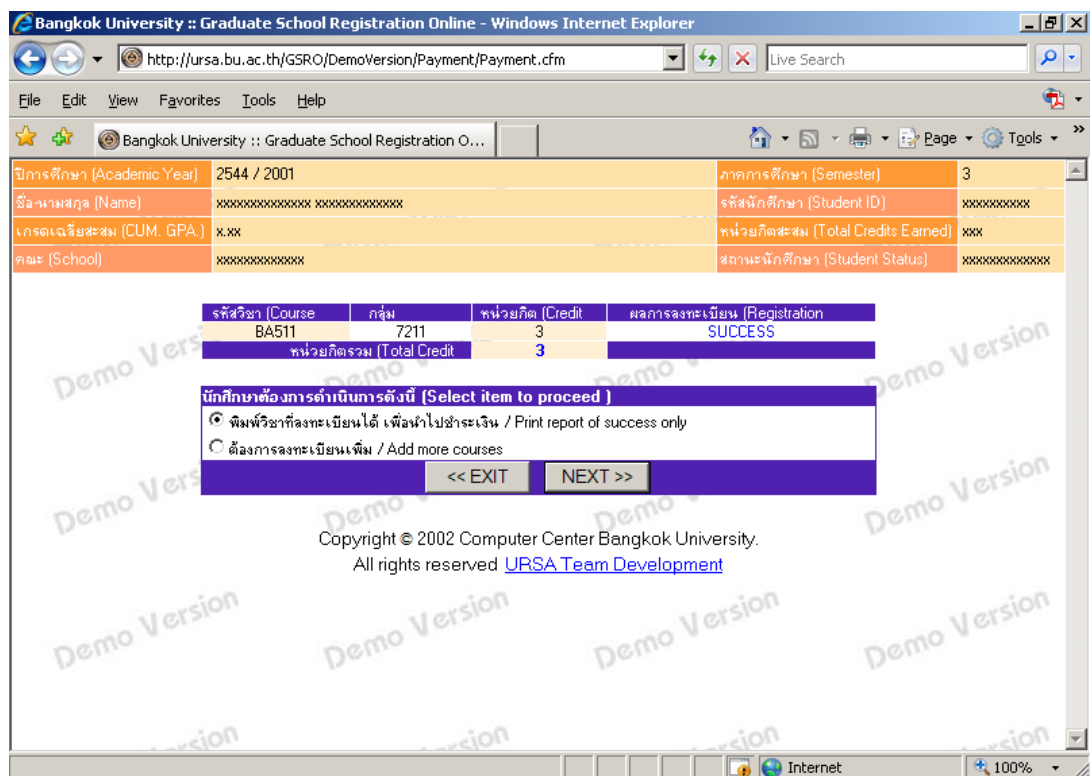 Bangkok University :: Graduate School Registration Online - Windows Internet Explorer
http://ursa.bu.ac.th/GSRO/DemoVersion/Payment/Payment.cfm Live Search
File Edit View Favorites Tools Help
Bangkok University :: Graduate School Registration O... Page Tools »
ปีการศึกษา (Academic Year) 2544 / 2001 ภาคการศึกษา (Semester) 3
ชื่อ-นามสกุล (Name) xxxxxxxxxxxxxx xxxxxxxxxxxxx รหัสนักศึกษา (Student ID) xxxxxxxxxx
เกรดเฉลี่ยสะสม (CUM. GPA.) x.xx หน่วยกิตสะสม (Total Credits Earned) xxx
คณะ (School) xxxxxxxxxxxxx สถานะนักศึกษา (Student Status) xxxxxxxxxxxxx
รหัสวิชา (Course กลุ่ม หน่วยกิต (Credit ผลการลงทะเบียน (Registration
BA511 7211 3 SUCCESS
หน่วยกิตรวม (Total Credit 3
นักศึกษาต้องการดำเนินการดังนี้ (Select item to proceed )
พิมพ์วิชาที่ลงทะเบียนได้ เพื่อนำไปชำระเงิน / Print report of success only
ต้องการลงทะเบียนเพิ่ม / Add more courses
<< EXIT NEXT >>
Copyright © 2002 Computer Center Bangkok University.
All rights reserved URSA Team Development
Demo Version Demo Version Demo Version Demo Version
Internet 100%